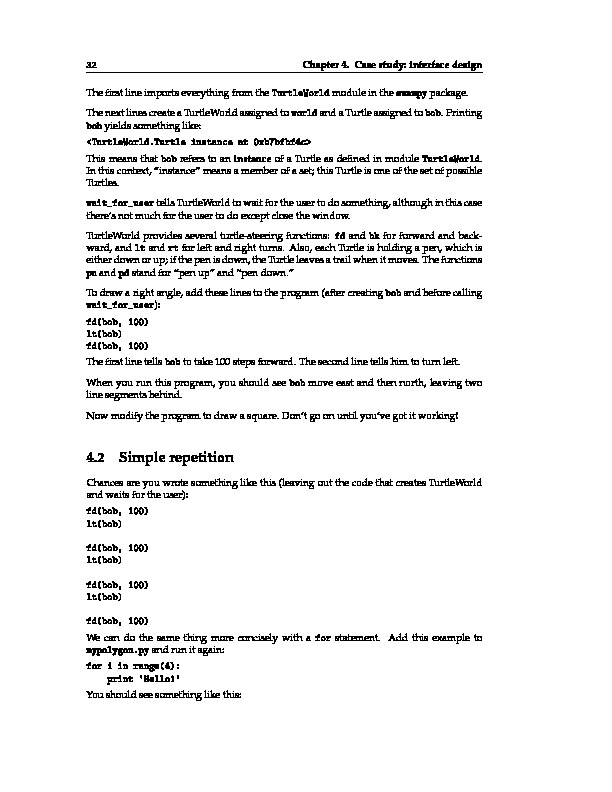 32 Chapter 4. Case study: interface design
The first line imports everything from the TurtleWorld module in the swampy package.
The next lines create a TurtleWorld assigned to world and a Turtle assigned to bob. Printing
bob yields something like:
<TurtleWorld.Turtle instance at 0xb7bfbf4c>
This means that bob refers to an instance of a Turtle as defined in module TurtleWorld.
In this context, “instance” means a member of a set; this Turtle is one of the set of possible
Turtles.
wait_for_user tells TurtleWorld to wait for the user to do something, although in this case
there’s not much for the user to do except close the window.
TurtleWorld provides several turtle-steering functions: fd and bk for forward and back-
ward, and lt and rt for left and right turns. Also, each Turtle is holding a pen, which is
either down or up; if the pen is down, the Turtle leaves a trail when it moves. The functions
pu and pd stand for “pen up” and “pen down.”
To draw a right angle, add these lines to the program (after creating bob and before calling
wait_for_user):
fd(bob, 100)
lt(bob)
fd(bob, 100)
The first line tells bob to take 100 steps forward. The second line tells him to turn left.
When you run this program, you should see bob move east and then north, leaving two
line segments behind.
Now modify the program to draw a square. Don’t go on until you’ve got it working!
4.2 Simple repetition
Chances are you wrote something like this (leaving out the code that creates TurtleWorld
and waits for the user):
fd(bob, 100)
lt(bob)
fd(bob, 100)
lt(bob)
fd(bob, 100)
lt(bob)
fd(bob, 100)
We can do the same thing more concisely with a for statement. Add this example to
mypolygon.py and run it again:
for i in range(4):
print 'Hello!'
You should see something like this: